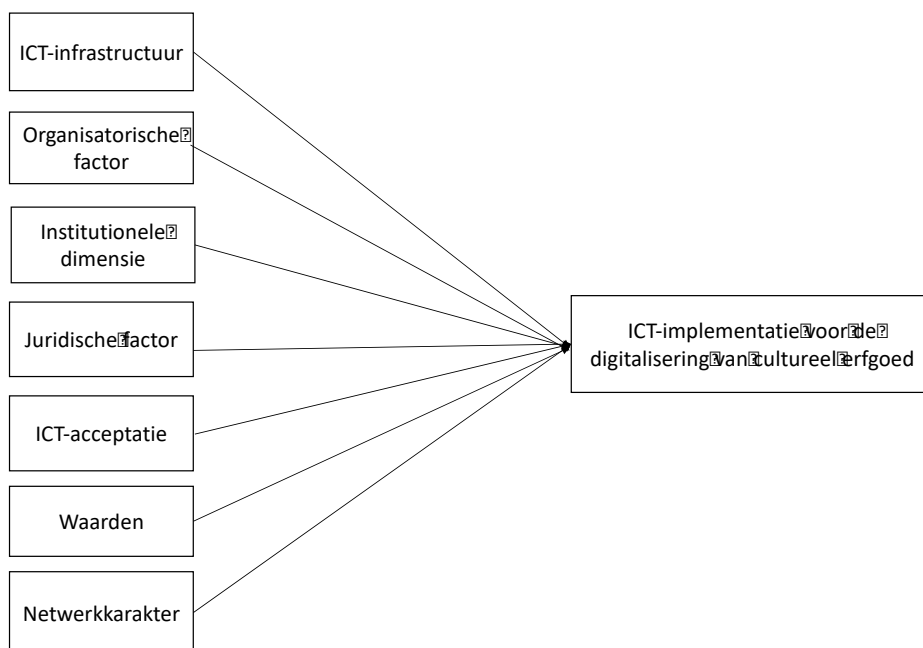 ICT-infrastructuur
Organisatorische
factor
Institutionele
dimensie
Juridische factor
ICT-acceptatie
Waarden
Netwerkkarakter
ICT-implementatie voor de
digitalisering van cultureel erfgoed